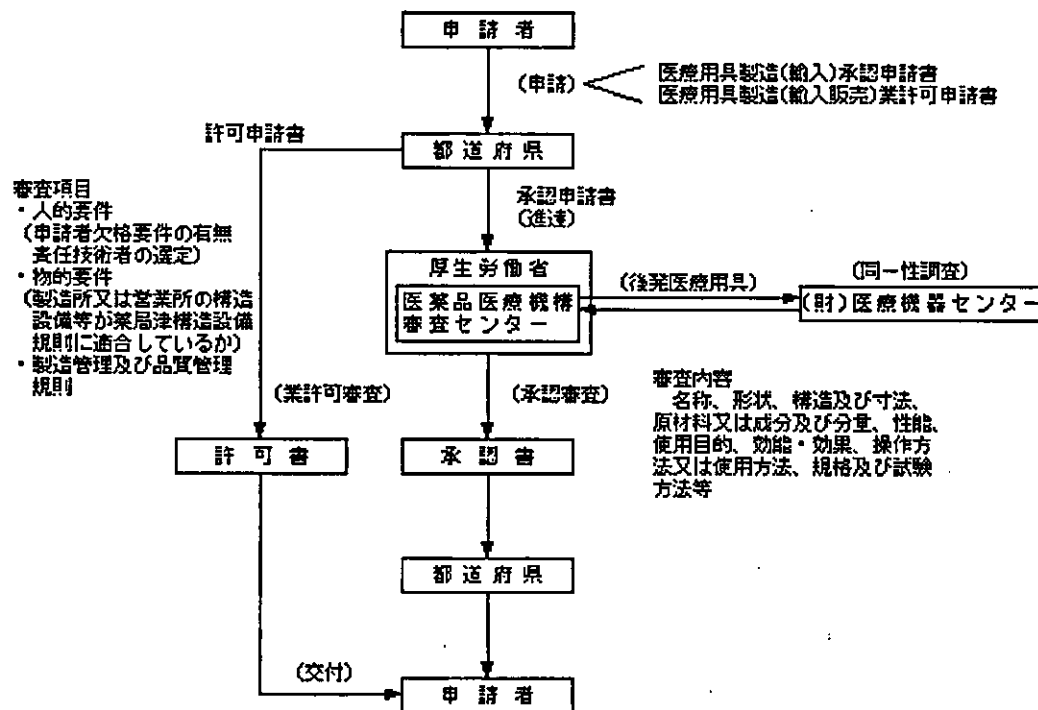 申請者
(申請)
医療用具製造(輸入)承認申請書
医療用具製造(輸入販売)業許可申請書
許可申請書
都道府県
審査項目
・人的要件
(申請者欠格要件の有無
責任技術者の選定)
・物的要件
(製造所又は営業所の構造
設備等が薬局津構造設備
規則に適合しているか)
・製造管理及び品質管理
規則
承認申請書
(進達)
厚生労働省
医薬品医療機構
審査センター
(後発医療用具)
(同一性調査)
(財)医療機器センター
(業許可審査)
(承認審査)
審査内容
名称、形状、構造及び寸法、
原材料又は成分及び分量、性能、
使用目的、効能・効果、操作方
法又は使用方法、規格及び試験
方法等
許可書
承認書
都道府県
(交付)
申請者